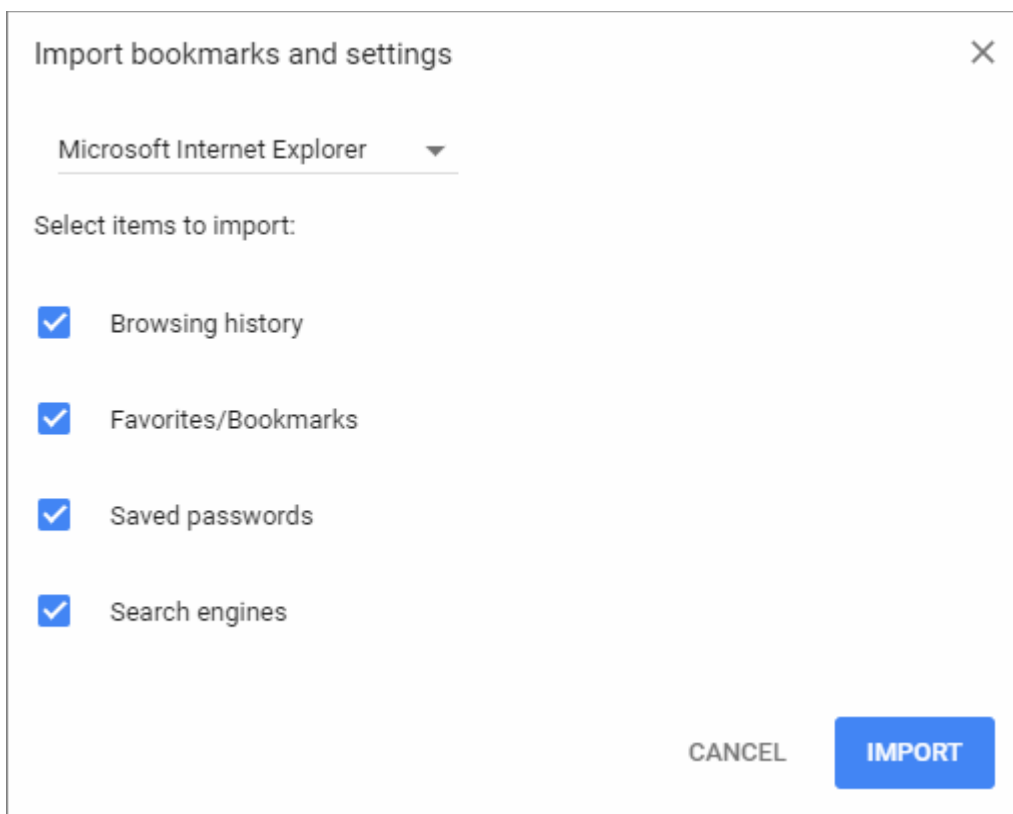 Import bookmarks and settings
Microsoft Internet Explorer
Select items to import:
Browsing history
Favorites/Bookmarks
Saved passwords
Search engines
CANCEL IMPORT